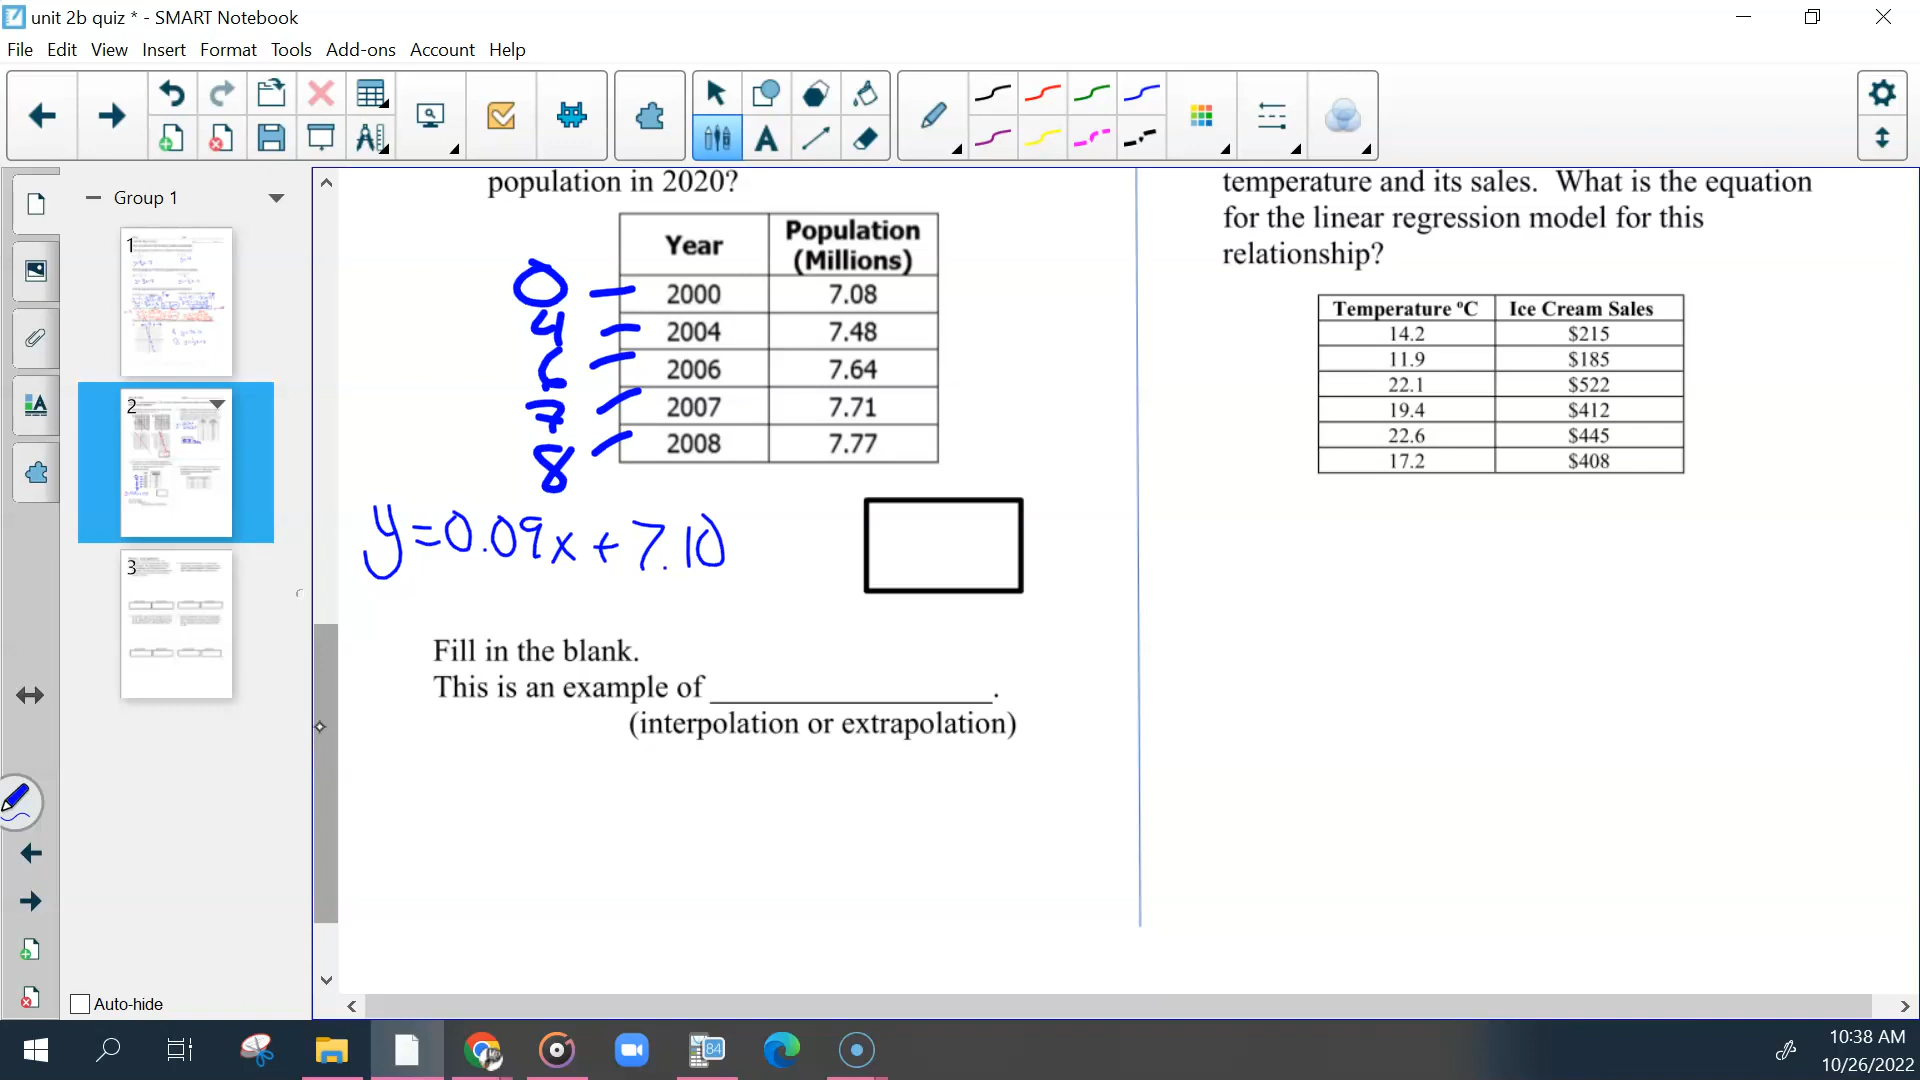 unit 2b quiz * - SMART Notebook
File Edit View Insert Format Tools Add-ons Account Help
Group 1
1
2
3
Auto-hide
population in 2020?
Year Population (Millions)
0 2000 7.08
4 2004 7.48
6 2006 7.64
7 2007 7.71
8 2008 7.77
y=0.09x+7.10
Fill in the blank.
This is an example of ____________________.
(interpolation or extrapolation)
temperature and its sales. What is the equation
for the linear regression model for this
relationship?
Temperature ºC Ice Cream Sales
14.2 $215
11.9 $185
22.1 $522
19.4 $412
22.6 $445
17.2 $408
84
10:38 AM
10/26/2022